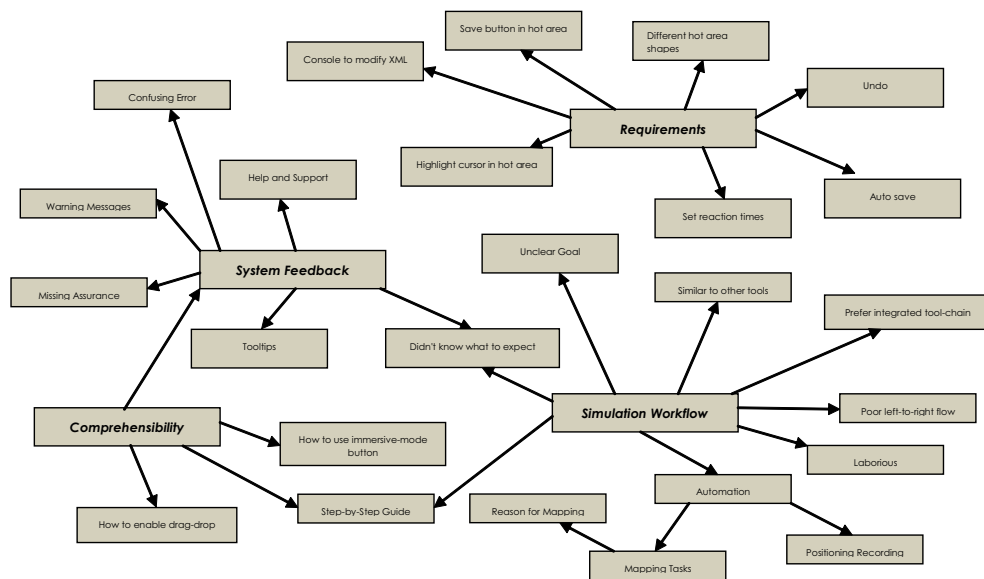 Save button in hot area
Different hot area
shapes
Console to modify XML
Undo
Confusing Error
Requirements
Highlight cursor in hot area
Help and Support
Auto save
Warning Messages
Set reaction times
Unclear Goal
System Feedback
Similar to other tools
Missing Assurance
Prefer integrated tool-chain
Tooltips
Didn't know what to expect
Simulation Workflow
Poor left-to-right flow
Comprehensibility
How to use immersive-mode
button
Laborious
Automation
Step-by-Step Guide
Reason for Mapping
How to enable drag-drop
Positioning Recording
Mapping Tasks